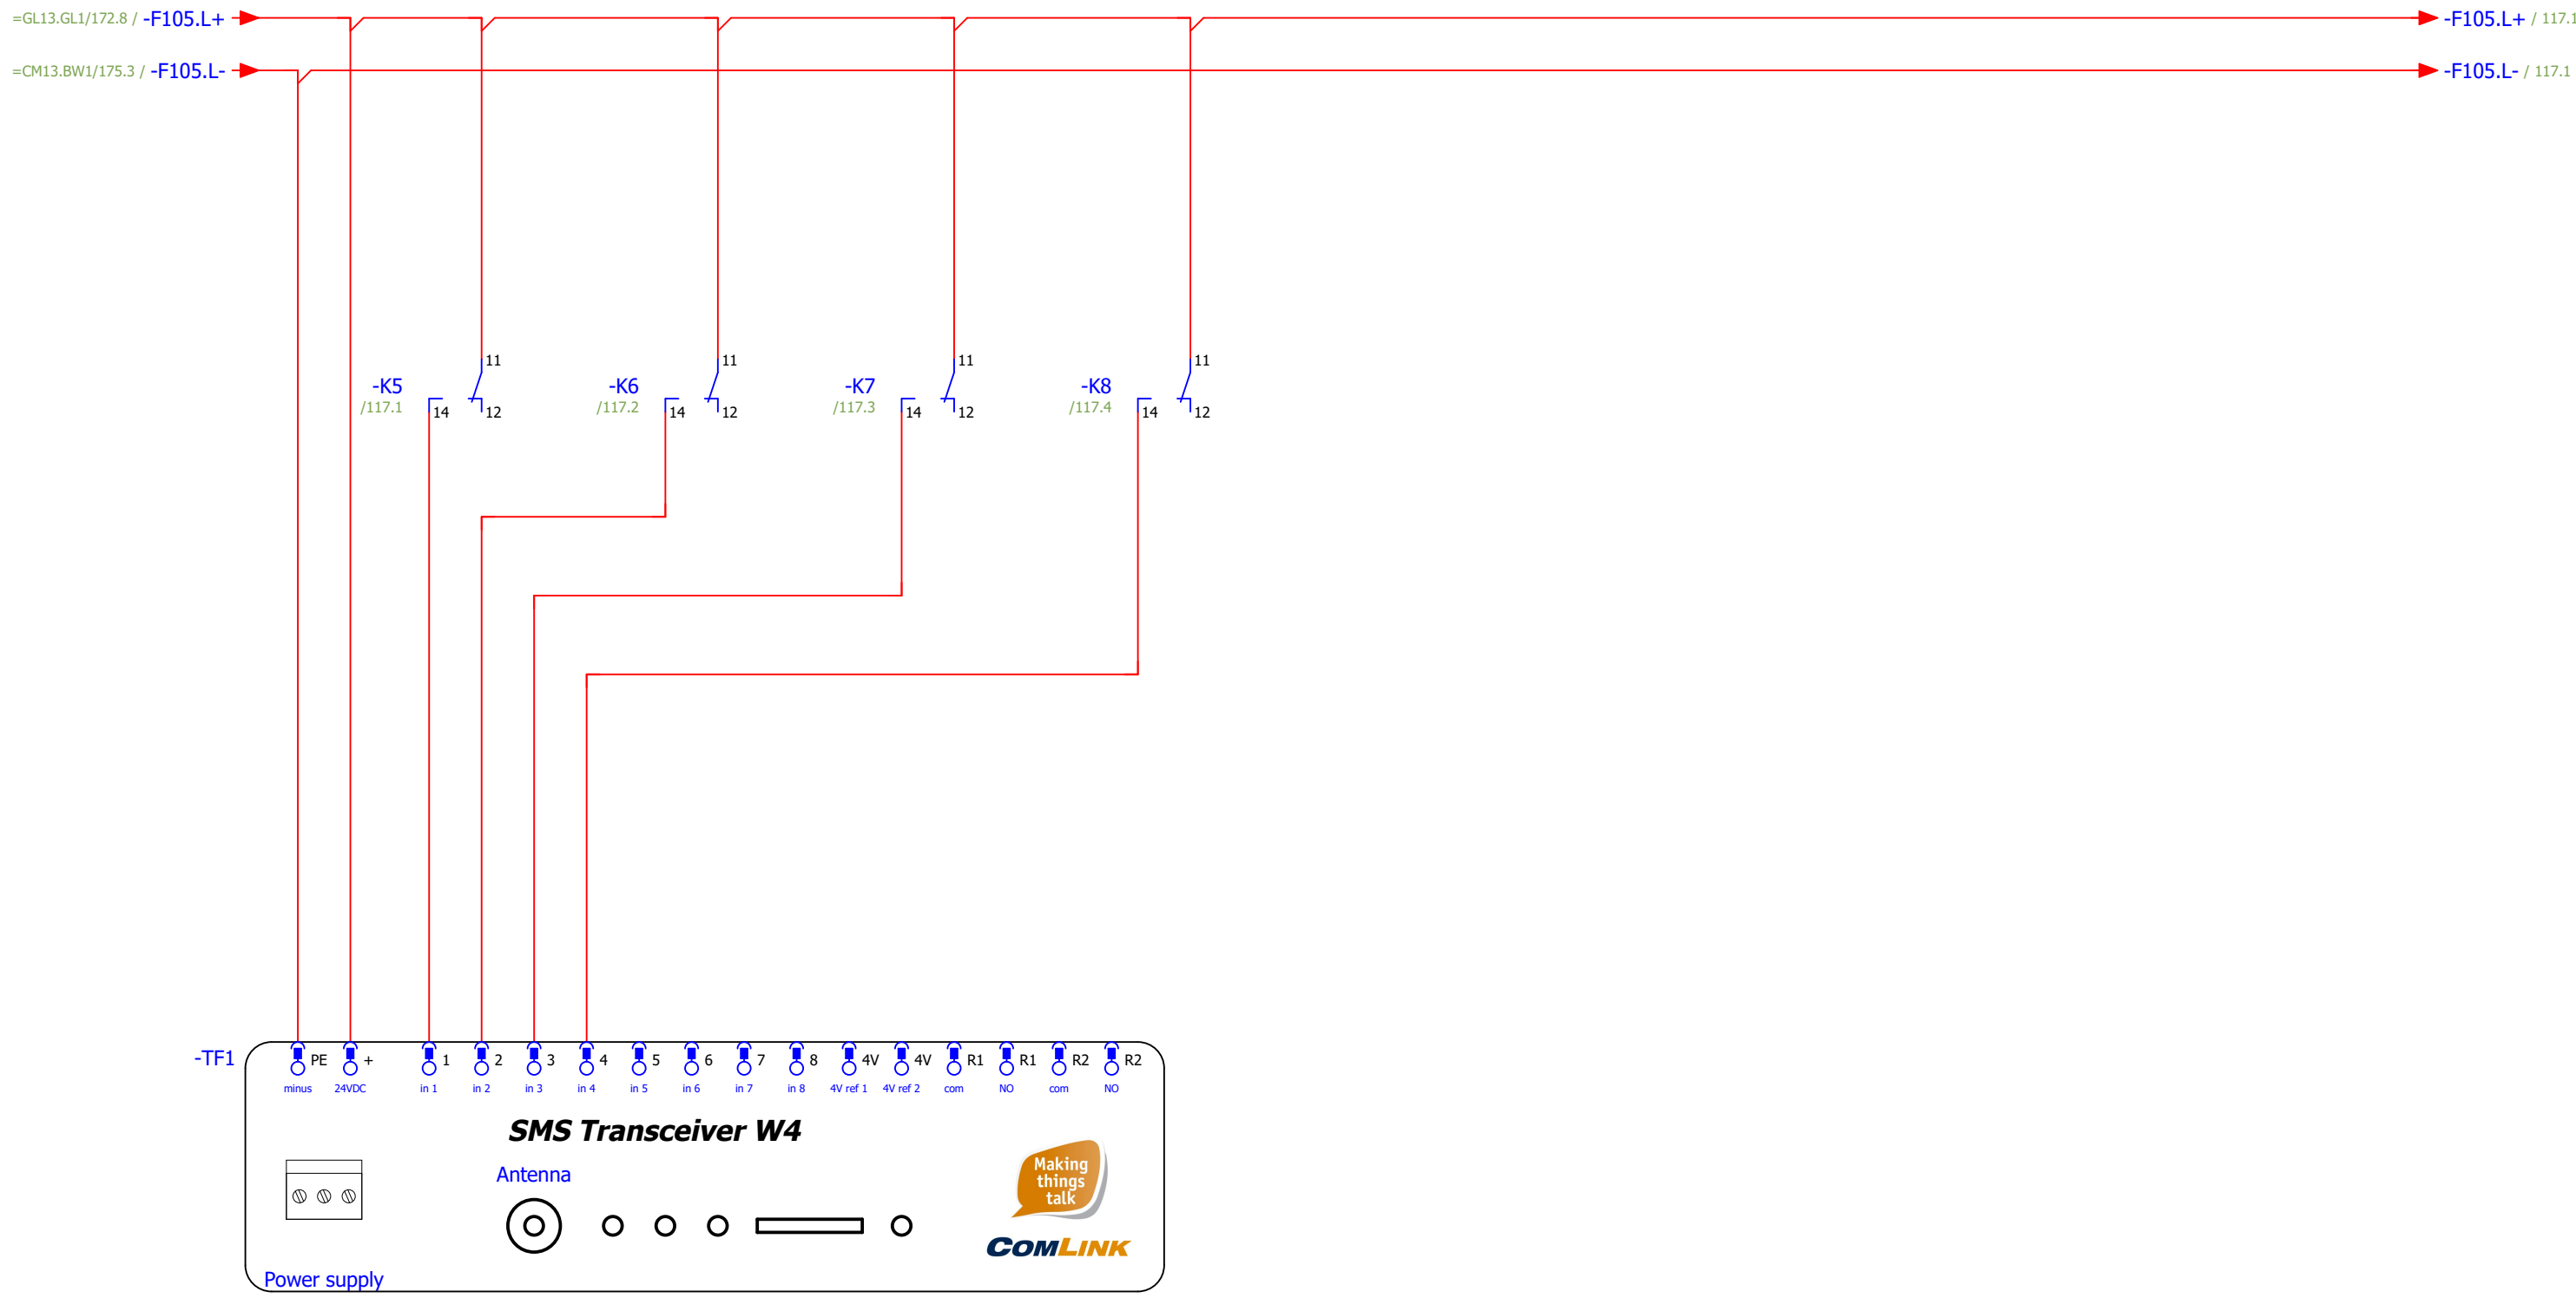 =GL13.GL1/172.8 / -F105.L+
-F105.L+ / 117.1
=CM13.BW1/175.3 / -F105.L-
-F105.L- / 117.1
11
11
11
11
-K5
-K6
-K7
-K8
/117.1
14
12
/117.2
14
12
/117.3
14
12
/117.4
14
12
-TF1
PE
+
1
2
3
4
5
6
7
8
4V
4V
R1
R1
R2
R2
minus
24VDC
in 1
in 2
in 3
in 4
in 5
in 6
in 7
in 8
4V ref 1
4V ref 2
com
NO
com
NO
SMS Transceiver W4
Antenna
Making
things
talk
COMLINK
Power supply